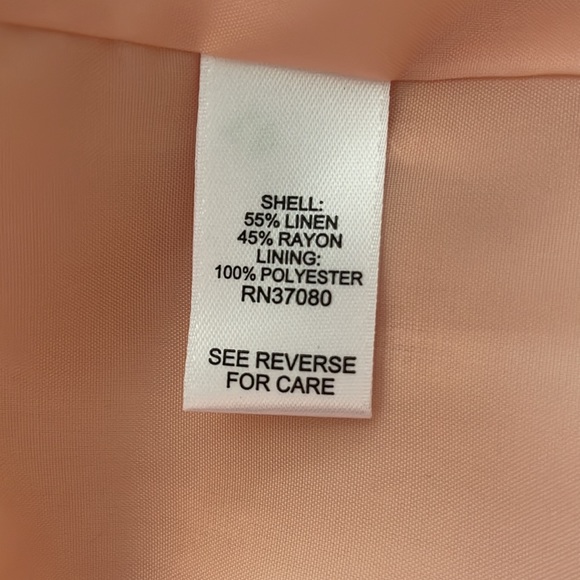 SHELL:
55% LINEN
45% RAYON
LINING:
100% POLYESTER
RN37080
SEE REVERSE
FOR CARE